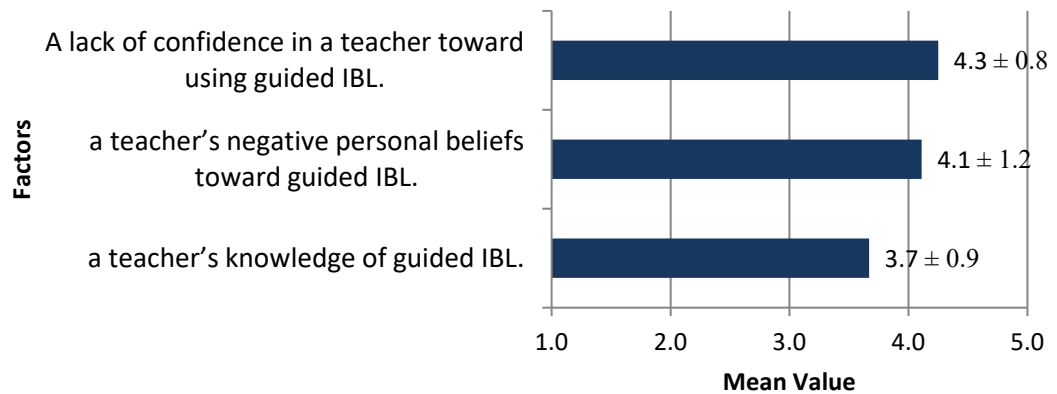 A lack of confidence in a teacher toward
using guided IBL.
4.3 ± 0.8
a teacher’s negative personal beliefs
toward guided IBL.
4.1 ± 1.2
a teacher’s knowledge of guided IBL.
3.7 ± 0.9
Factors
1.0 2.0 3.0 4.0 5.0
Mean Value